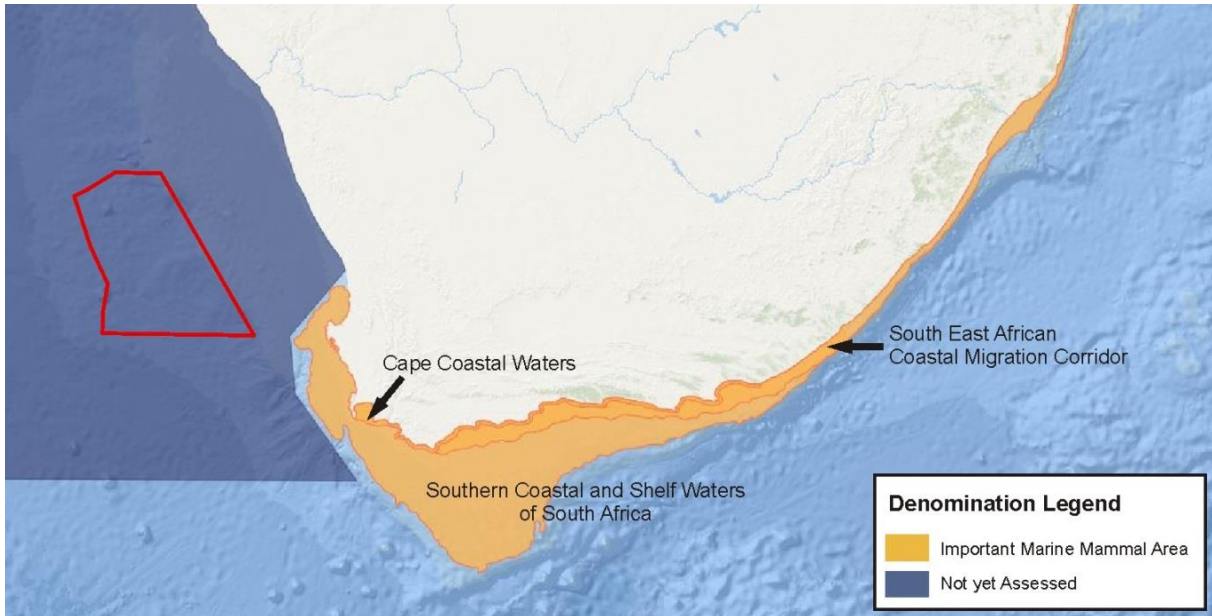 South East African
Coastal Migration Corridor
Cape Coastal Waters
Southern Coastal and Shelf Waters
of South Africa
Denomination Legend
Important Marine Mammal Area
Not yet Assessed